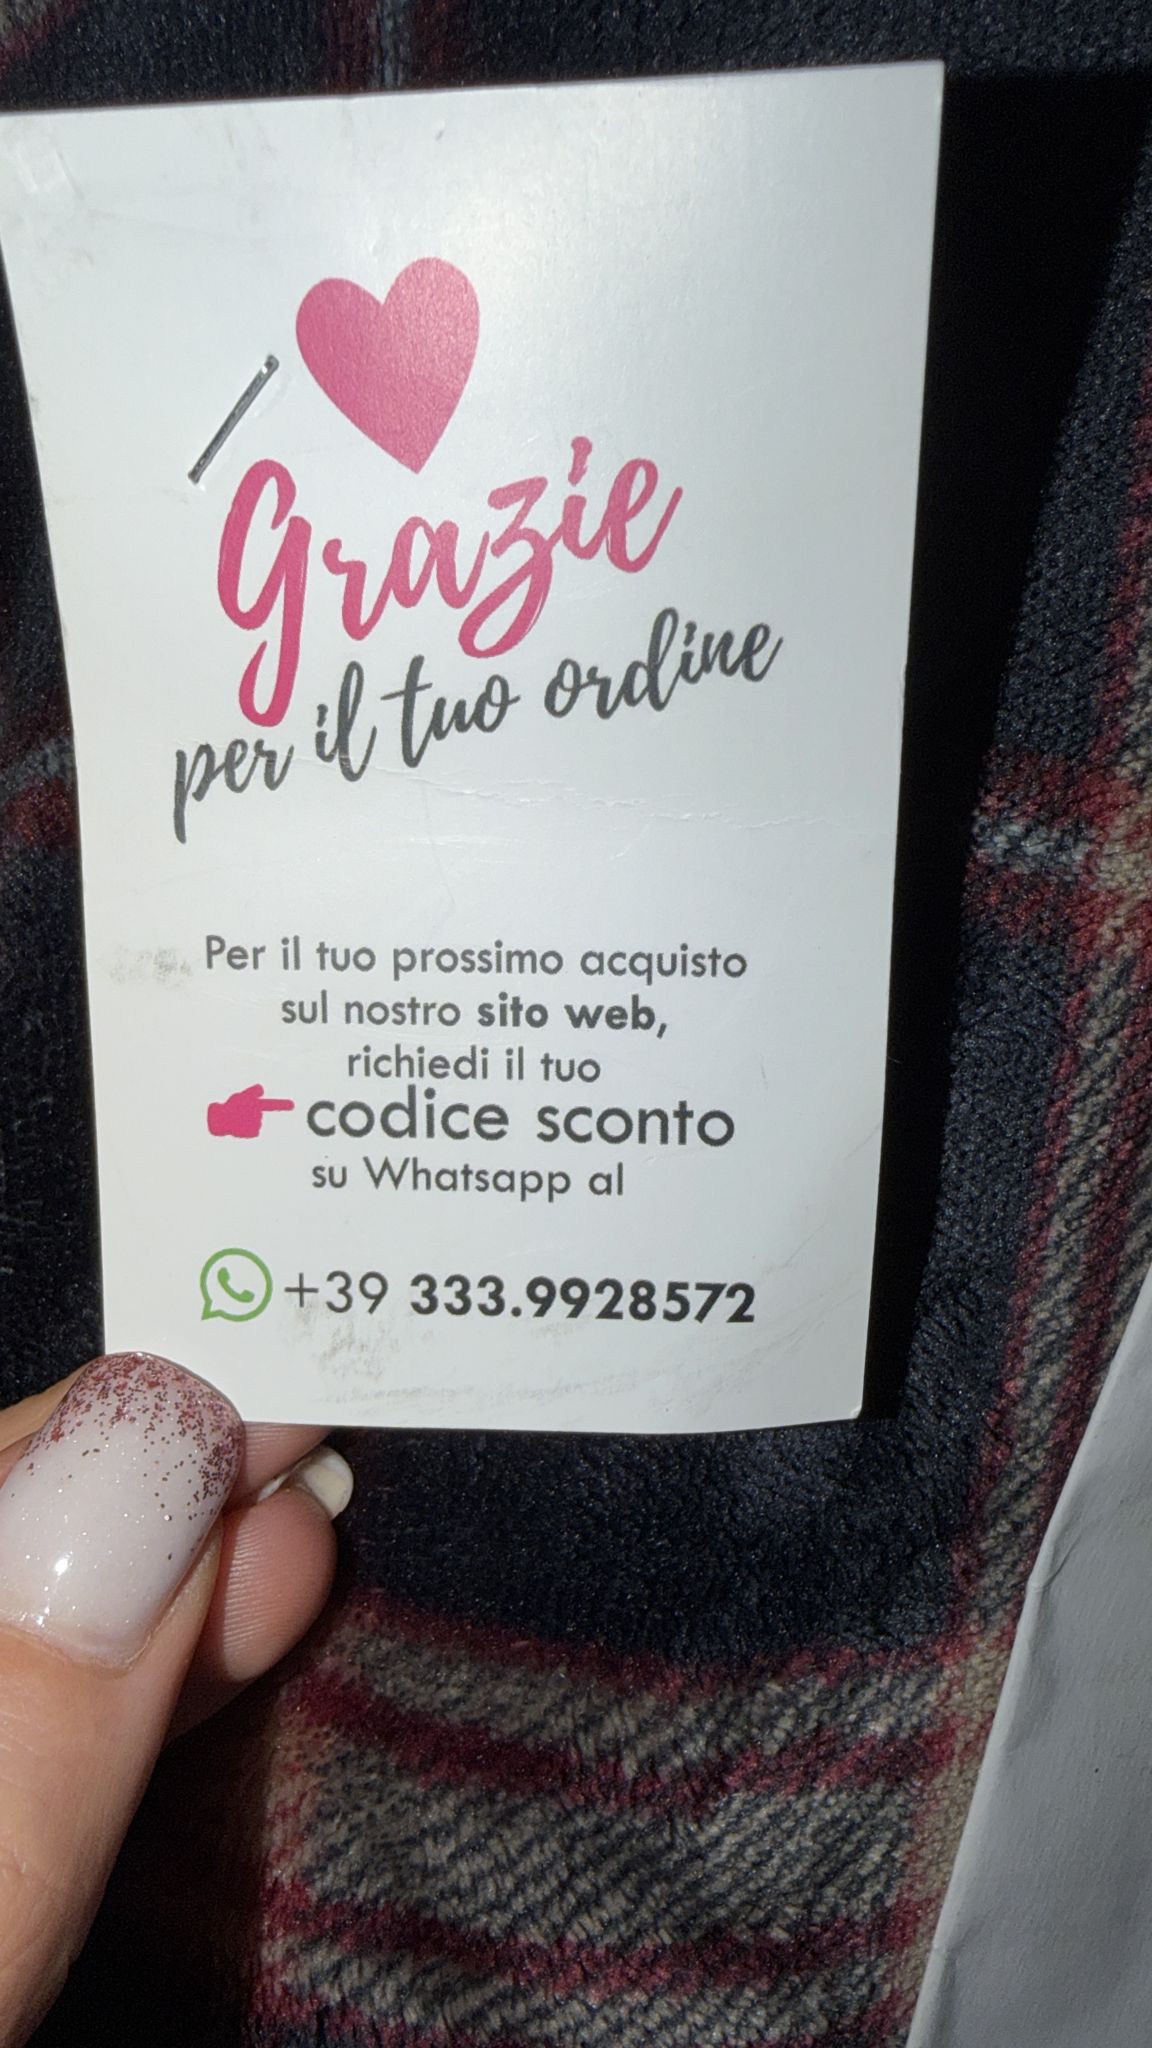 Grazie
per il tuo ordine
Per il tuo prossimo acquisto
sul nostro sito web,
richiedi il tuo
codice sconto
su Whatsapp al
+39 333.9928572